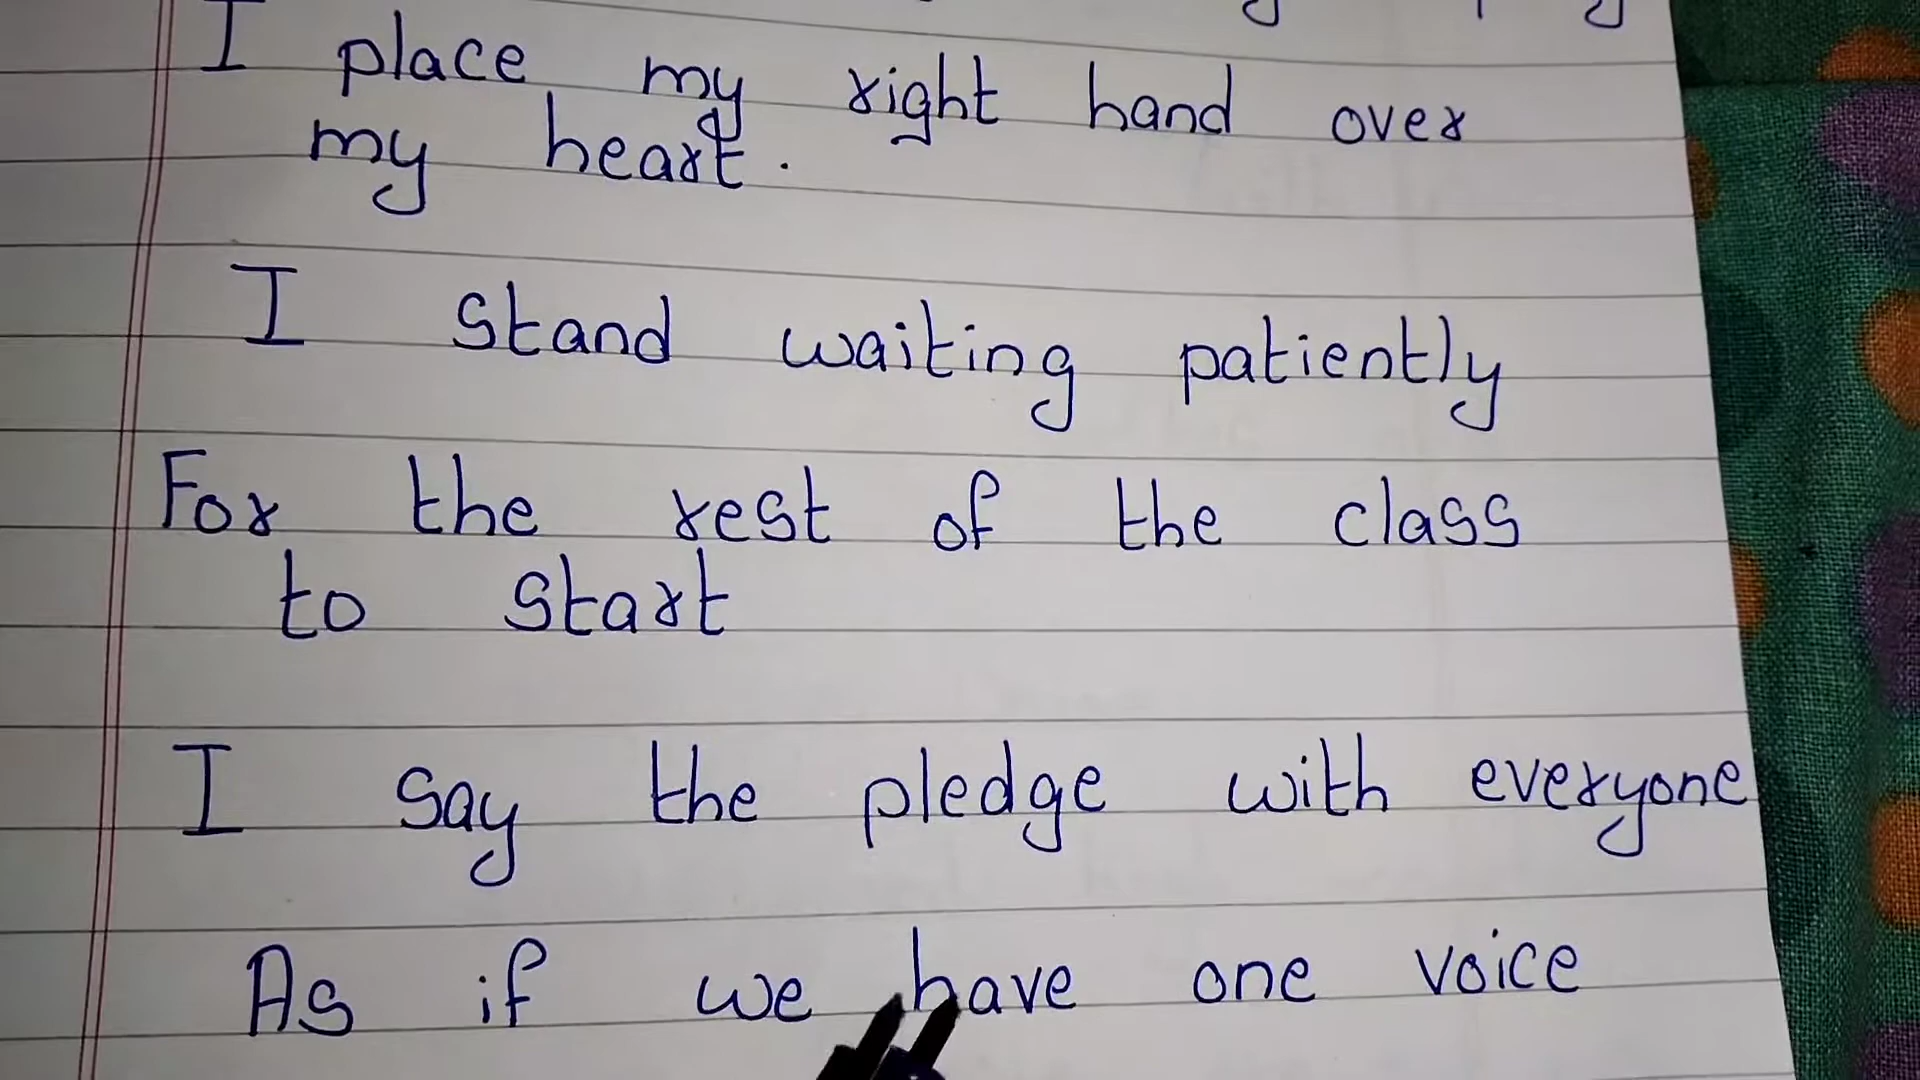 I place my right hand over
my heart.
I stand waiting patiently
For the rest of the class
to start
I say the pledge with everyone
As if we have one voice